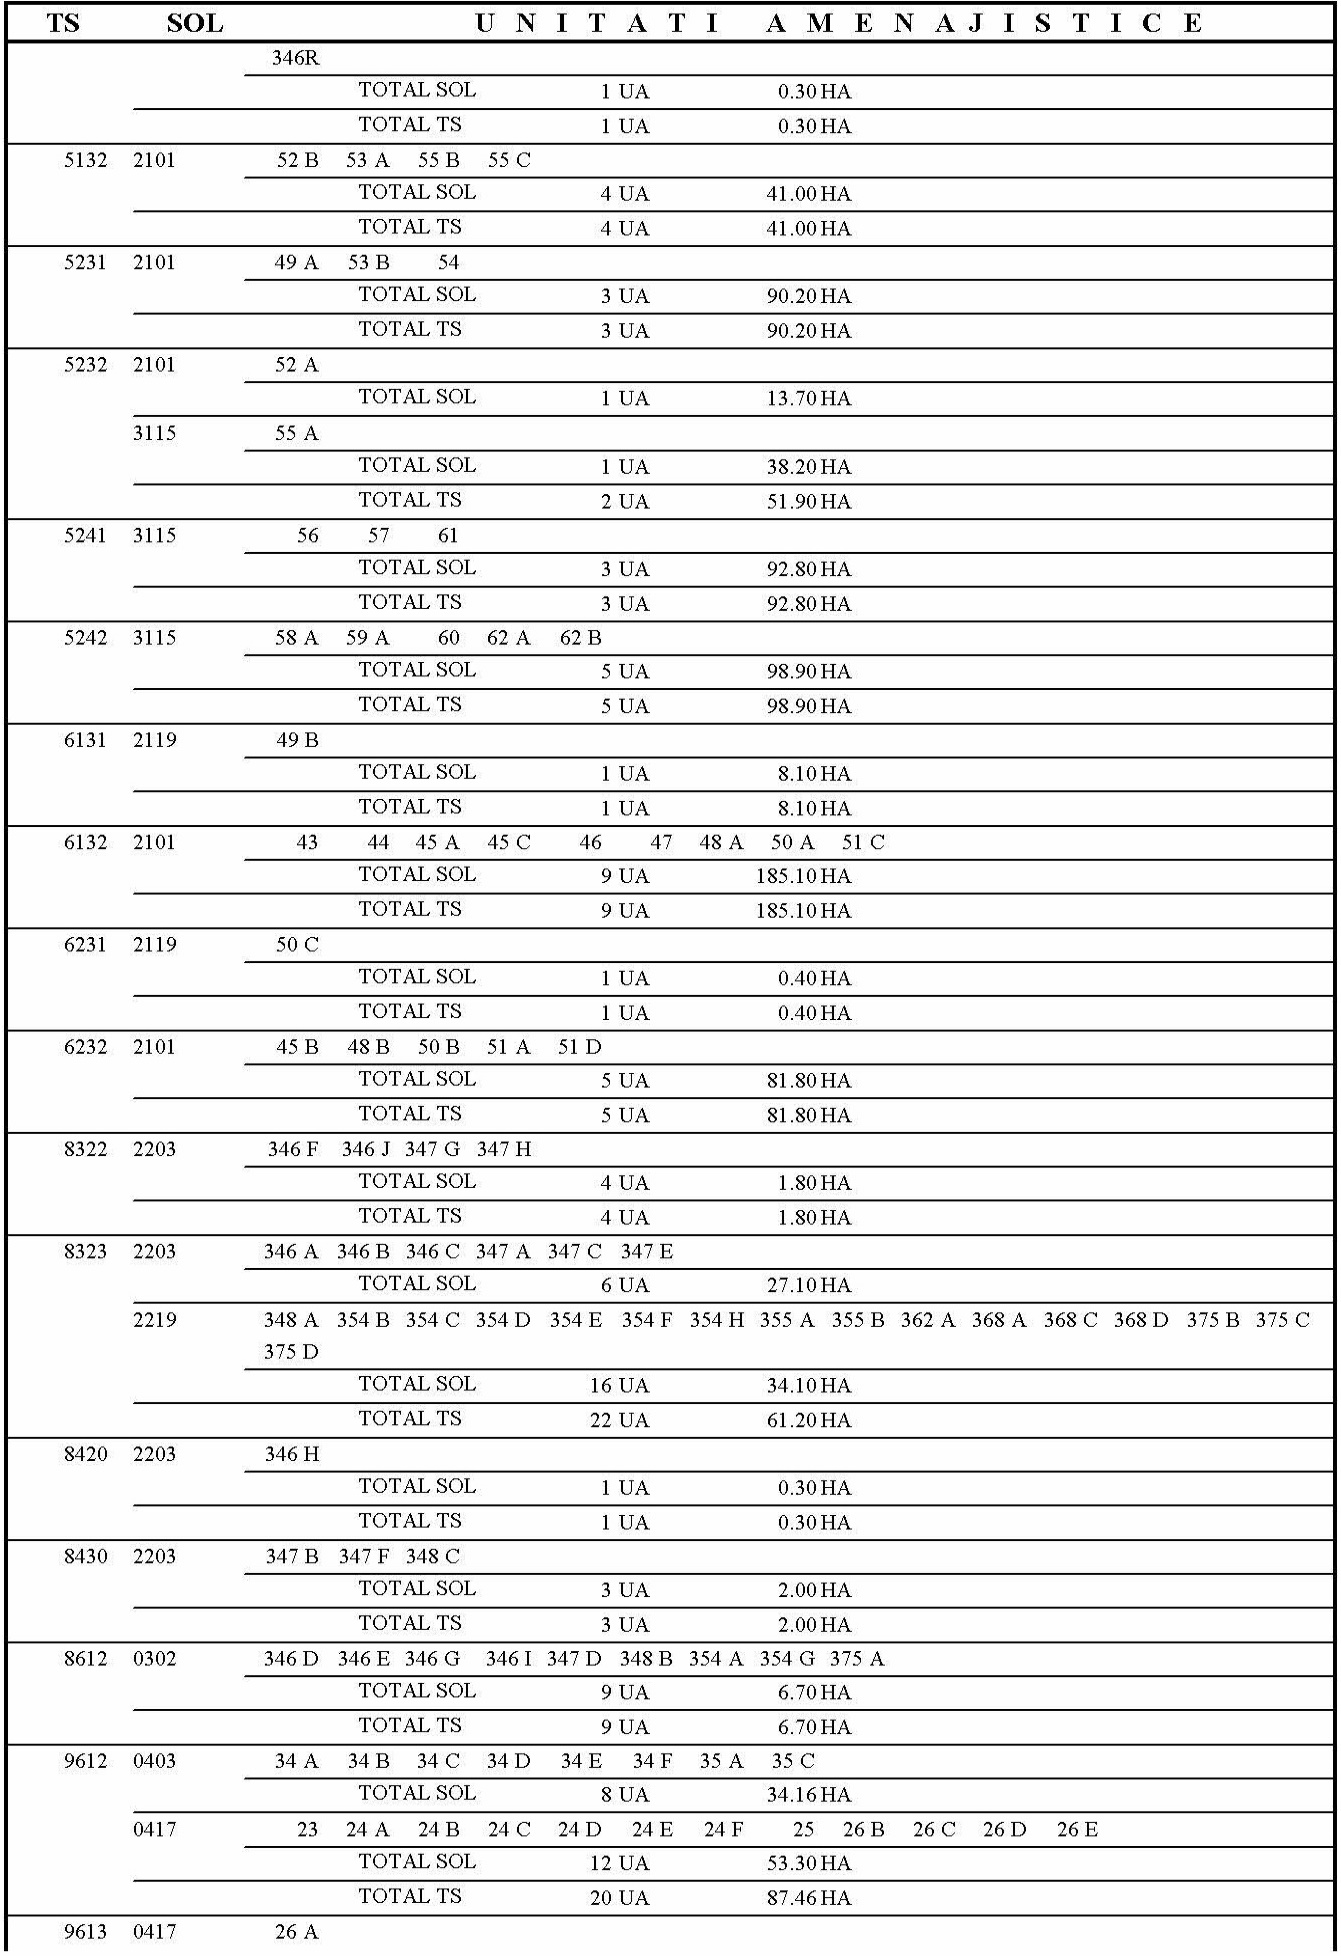 TS SOL U N I T A T I A M E N A J I S T I C E
346R
TOTAL SOL 1 UA 0.30 HA
TOTAL TS 1 UA 0.30 HA
5132 2101 52 B 53 A 55 B 55 C
TOTAL SOL 4 UA 41.00 HA
TOTAL TS 4 UA 41.00 HA
5231 2101 49 A 53 B 54
TOTAL SOL 3 UA 90.20 HA
TOTAL TS 3 UA 90.20 HA
5232 2101 52 A
TOTAL SOL 1 UA 13.70 HA
3115 55 A
TOTAL SOL 1 UA 38.20 HA
TOTAL TS 2 UA 51.90 HA
5241 3115 56 57 61
TOTAL SOL 3 UA 92.80 HA
TOTAL TS 3 UA 92.80 HA
5242 3115 58 A 59 A 60 62 A 62 B
TOTAL SOL 5 UA 98.90 HA
TOTAL TS 5 UA 98.90 HA
6131 2119 49 B
TOTAL SOL 1 UA 8.10 HA
TOTAL TS 1 UA 8.10 HA
6132 2101 43 44 45 A 45 C 46 47 48 A 50 A 51 C
TOTAL SOL 9 UA 185.10 HA
TOTAL TS 9 UA 185.10 HA
6231 2119 50 C
TOTAL SOL 1 UA 0.40 HA
TOTAL TS 1 UA 0.40 HA
6232 2101 45 B 48 B 50 B 51 A 51 D
TOTAL SOL 5 UA 81.80 HA
TOTAL TS 5 UA 81.80 HA
8322 2203 346 F 346 J 347 G 347 H
TOTAL SOL 4 UA 1.80 HA
TOTAL TS 4 UA 1.80 HA
8323 2203 346 A 346 B 346 C 347 A 347 C 347 E
TOTAL SOL 6 UA 27.10 HA
2219 348 A 354 B 354 C 354 D 354 E 354 F 354 H 355 A 355 B 362 A 368 A 368 C 368 D 375 B 375 C
375 D
TOTAL SOL 16 UA 34.10 HA
TOTAL TS 22 UA 61.20 HA
8420 2203 346 H
TOTAL SOL 1 UA 0.30 HA
TOTAL TS 1 UA 0.30 HA
8430 2203 347 B 347 F 348 C
TOTAL SOL 3 UA 2.00 HA
TOTAL TS 3 UA 2.00 HA
8612 0302 346 D 346 E 346 G 346 I 347 D 348 B 354 A 354 G 375 A
TOTAL SOL 9 UA 6.70 HA
TOTAL TS 9 UA 6.70 HA
9612 0403 34 A 34 B 34 C 34 D 34 E 34 F 35 A 35 C
TOTAL SOL 8 UA 34.16 HA
0417 23 24 A 24 B 24 C 24 D 24 E 24 F 25 26 B 26 C 26 D 26 E
TOTAL SOL 12 UA 53.30 HA
TOTAL TS 20 UA 87.46 HA
9613 0417 26 A